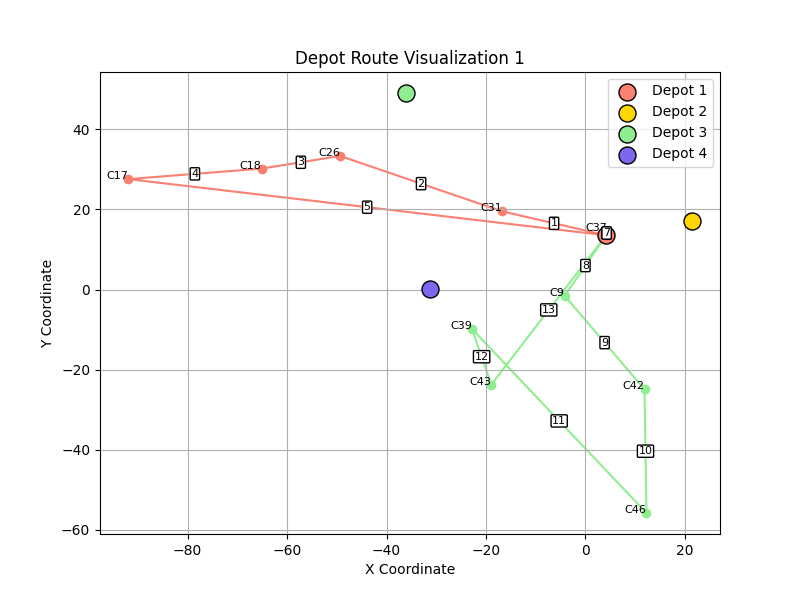 Depot Route Visualization 1
Depot 1
Depot 2
Depot 3
Depot 4
C17
4
C18
3
C26
2
C31
1
C37
7
5
8
C9
13
C39
12
C43
9
C42
11
10
C46
40
20
0
−20
−40
−60
−80
−60
−40
−20
0
20
X Coordinate
Y Coordinate